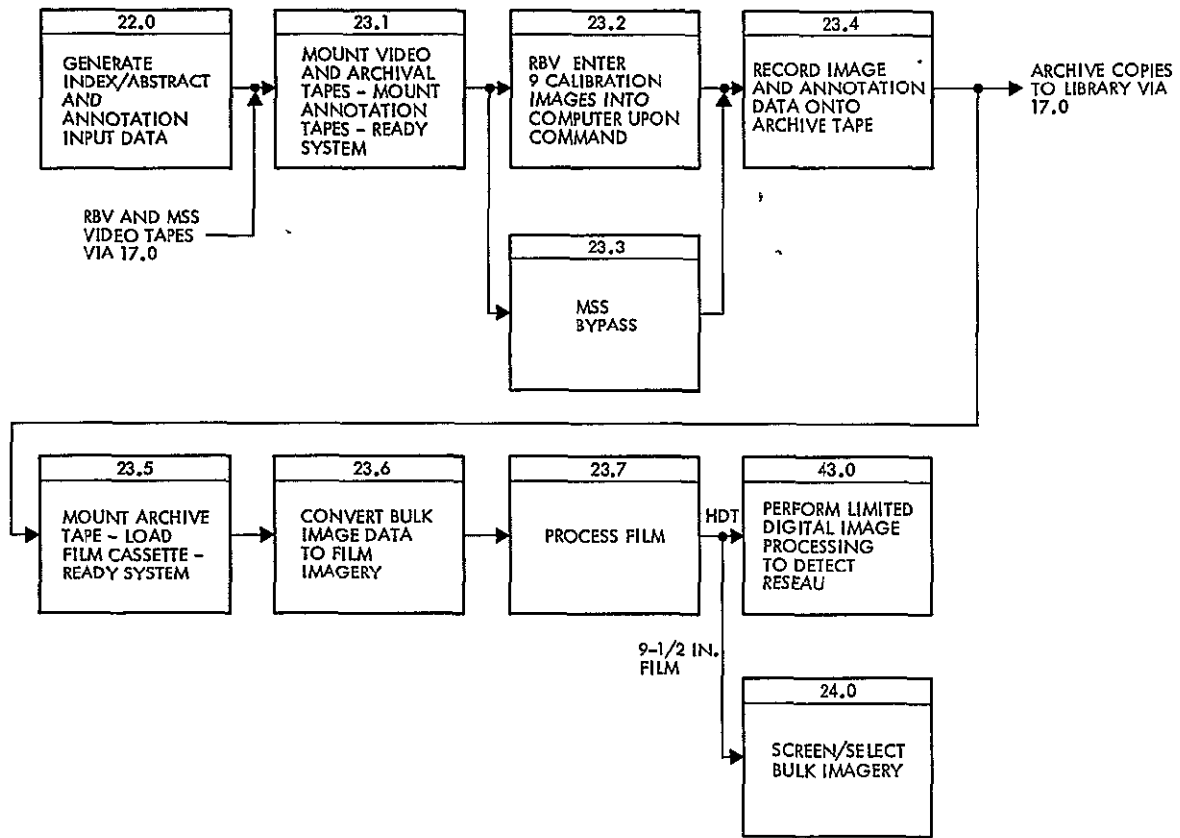 22.0
GENERATE
INDEX/ABSTRACT
AND
ANNOTATION
INPUT DATA
23.1
MOUNT VIDEO
AND ARCHIVAL
TAPES - MOUNT
ANNOTATION
TAPES - READY
SYSTEM
23.2
RBV ENTER
9 CALIBRATION
IMAGES INTO
COMPUTER UPON
COMMAND
23.4
RECORD IMAGE
AND ANNOTATION
DATA ONTO
ARCHIVE TAPE
ARCHIVE COPIES
TO LIBRARY VIA
17.0
RBV AND MSS
VIDEO TAPES
VIA 17.0
23.3
MSS
BYPASS
23.5
MOUNT ARCHIVE
TAPE - LOAD
FILM CASSETTE -
READY SYSTEM
23.6
CONVERT BULK
IMAGE DATA
TO FILM
IMAGERY
23.7
PROCESS FILM
HDT
43.0
PERFORM LIMITED
DIGITAL IMAGE
PROCESSING
TO DETECT
RESEAU
9-1/2 IN.
FILM
24.0
SCREEN/SELECT
BULK IMAGERY